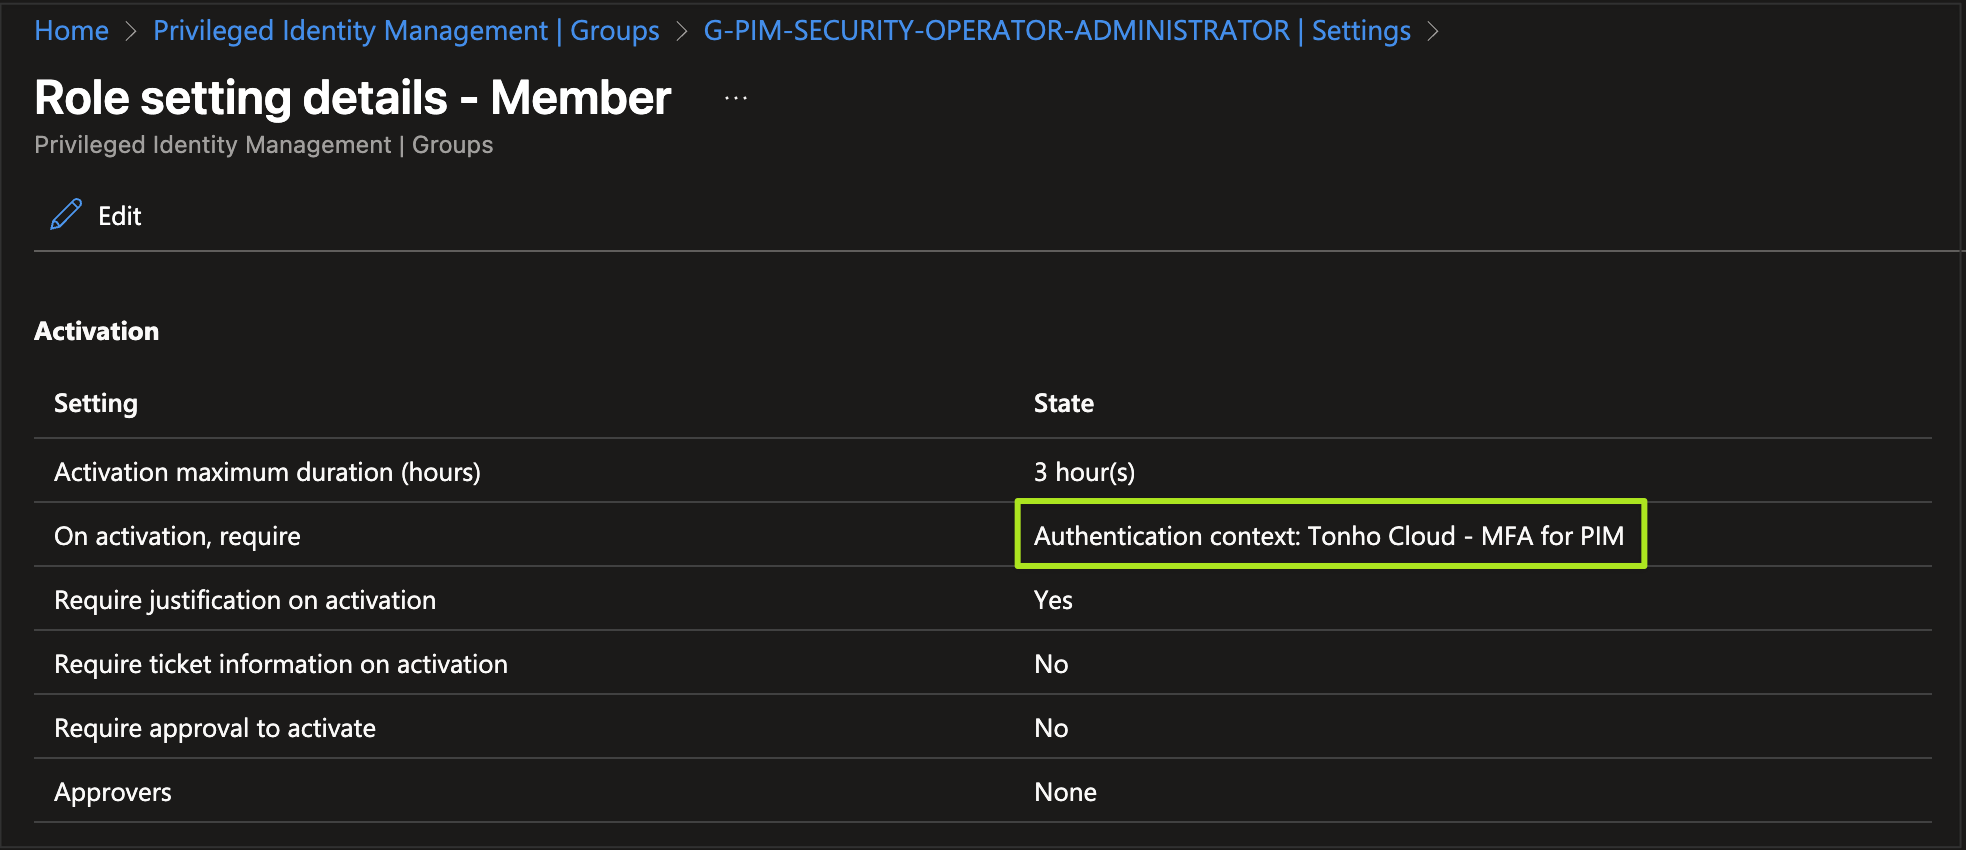 Home > Privileged Identity Management | Groups > G-PIM-SECURITY-OPERATOR-ADMINISTRATOR | Settings >
Role setting details - Member ...
Privileged Identity Management | Groups
Edit
Activation
Setting State
Activation maximum duration (hours) 3 hour(s)
On activation, require Authentication context: Tonho Cloud - MFA for PIM
Require justification on activation Yes
Require ticket information on activation No
Require approval to activate No
Approvers None